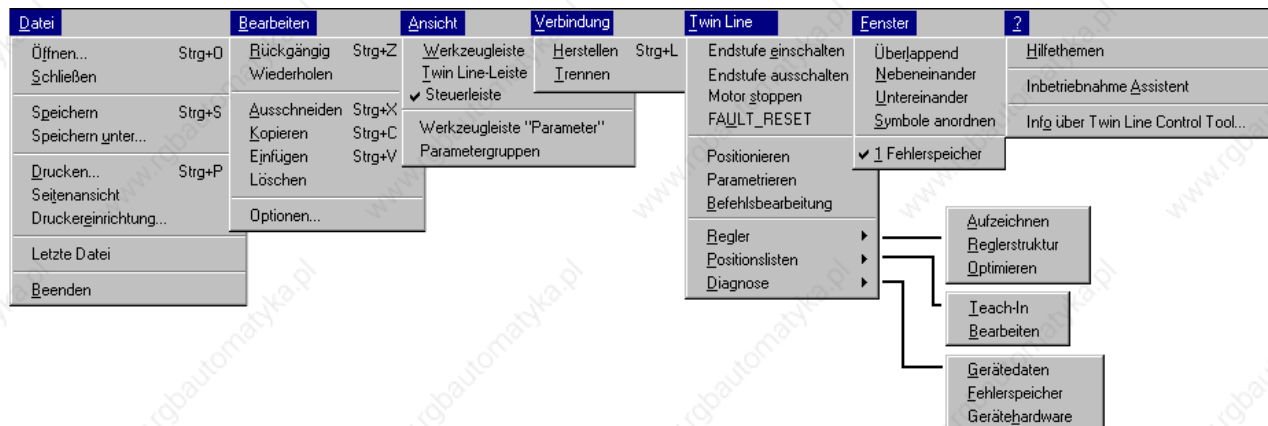 Datei
Öffnen... Strg+O
Schließen
Speichern Strg+S
Speichern unter...
Drucken... Strg+P
Seitenansicht
Druckereinrichtung...
Letzte Datei
Beenden
Bearbeiten
Rückgängig Strg+Z
Wiederholen
Ausschneiden Strg+X
Kopieren Strg+C
Einfügen Strg+V
Löschen
Optionen...
Ansicht
Werkzeugleiste
Twin Line-Leiste
Steuerleiste
Werkzeugleiste "Parameter"
Parametergruppen
Verbindung
Herstellen Strg+L
Trennen
Twin Line
Endstufe einschalten
Endstufe ausschalten
Motor stoppen
FAULT_RESET
Positionieren
Parametrieren
Befehlsbearbeitung
Regler
Positionslisten
Diagnose
Aufzeichnen
Reglerstruktur
Optimieren
Teach-In
Bearbeiten
Gerätedaten
Fehlerspeicher
Gerätehardware
Fenster
Überlappend
Nebeneinander
Untereinander
Symbole anordnen
1 Fehlerspeicher
?
Hilfethemen
Inbetriebnahme Assistent
Info über Twin Line Control Tool...
www.rgbautomatyka.pl